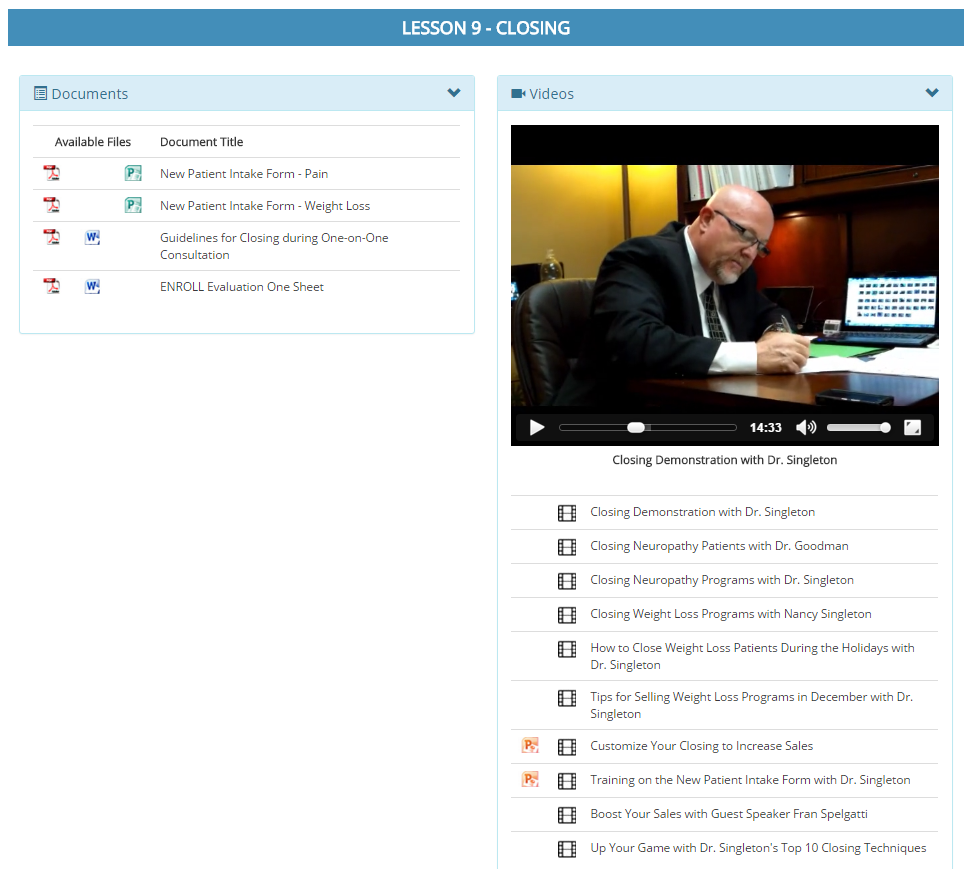 LESSON 9 - CLOSING
Documents
Available Files Document Title
New Patient Intake Form - Pain
New Patient Intake Form - Weight Loss
Guidelines for Closing during One-on-One
Consultation
ENROLL Evaluation One Sheet
Videos
14:33
Closing Demonstration with Dr. Singleton
Closing Demonstration with Dr. Singleton
Closing Neuropathy Patients with Dr. Goodman
Closing Neuropathy Programs with Dr. Singleton
Closing Weight Loss Programs with Nancy Singleton
How to Close Weight Loss Patients During the Holidays with
Dr. Singleton
Tips for Selling Weight Loss Programs in December with Dr.
Singleton
Customize Your Closing to Increase Sales
Training on the New Patient Intake Form with Dr. Singleton
Boost Your Sales with Guest Speaker Fran Spelgatti
Up Your Game with Dr. Singleton's Top 10 Closing Techniques